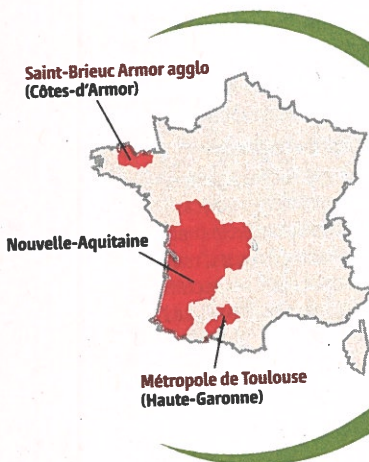 Saint-Brieuc Armor agglo
(Côtes-d'Armor)
Nouvelle-Aquitaine
Métropole de Toulouse
(Haute-Garonne)